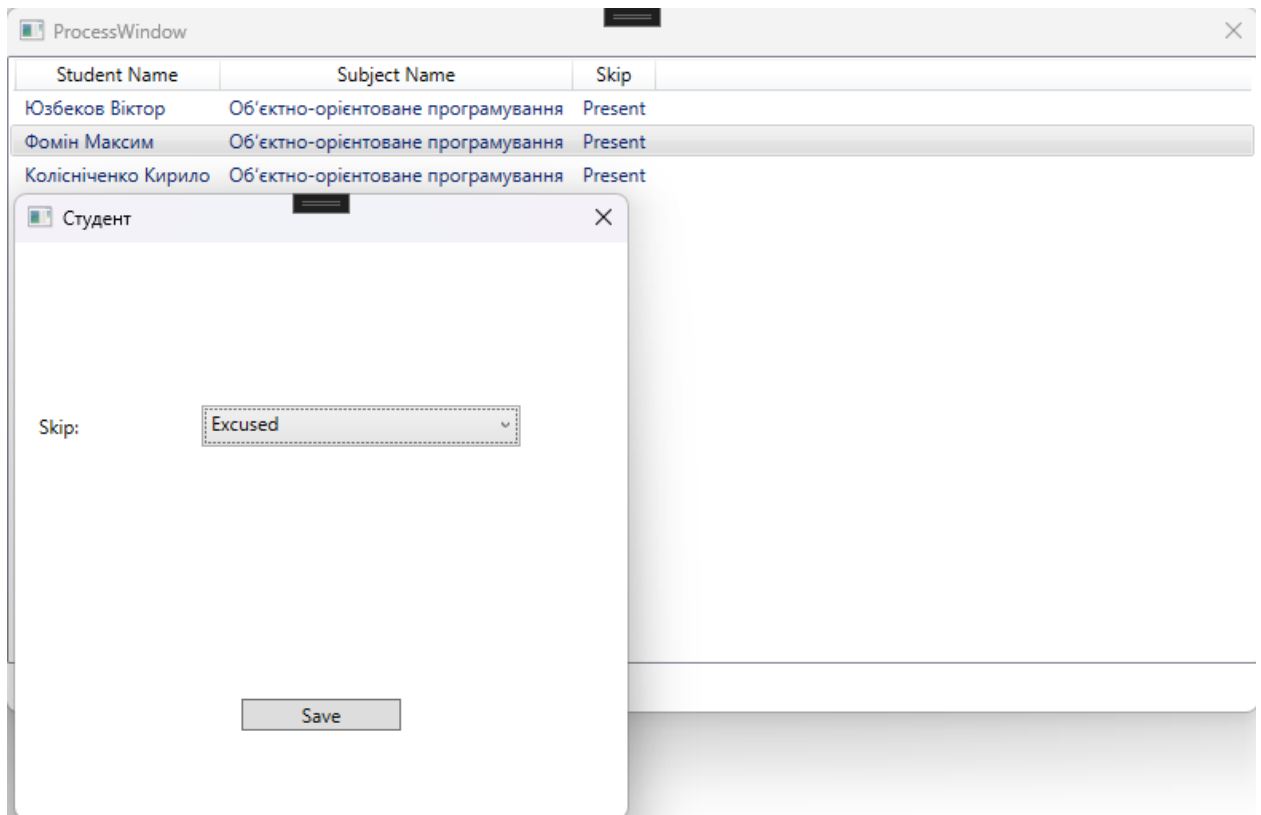 ProcessWindow
Student Name Subject Name Skip
Юзбеков Віктор Об'єктно-орієнтоване програмування Present
Фомін Максим Об'єктно-орієнтоване програмування Present
Колісніченко Кирило Об'єктно-орієнтоване програмування Present
Студент
Skip: Excused
Save